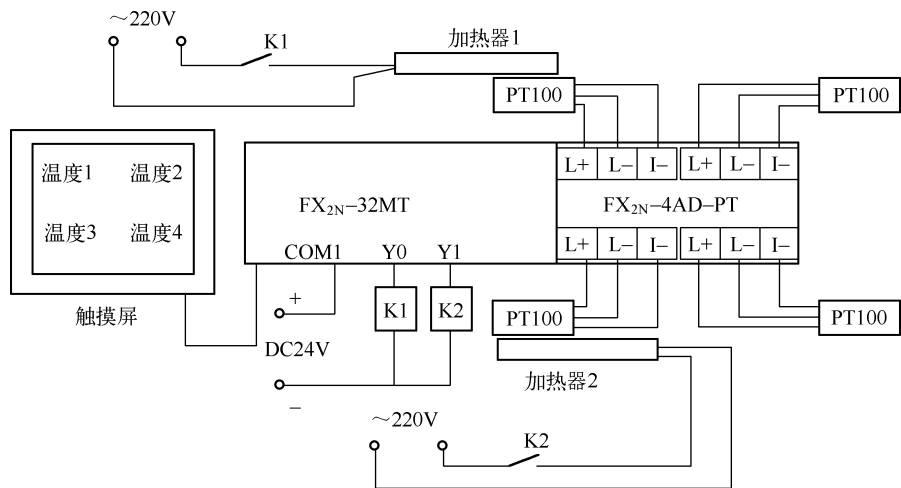 ～220V
K1
加热器1
PT100
PT100
温度1 温度2
温度3 温度4
触摸屏
FX2N–32MT
COM1 Y0 Y1
L+ L– I– L+ L– I–
FX2N–4AD–PT
L+ L– I– L+ L– I–
+
K1 K2
DC24V
–
PT100
PT100
加热器2
～220V
K2